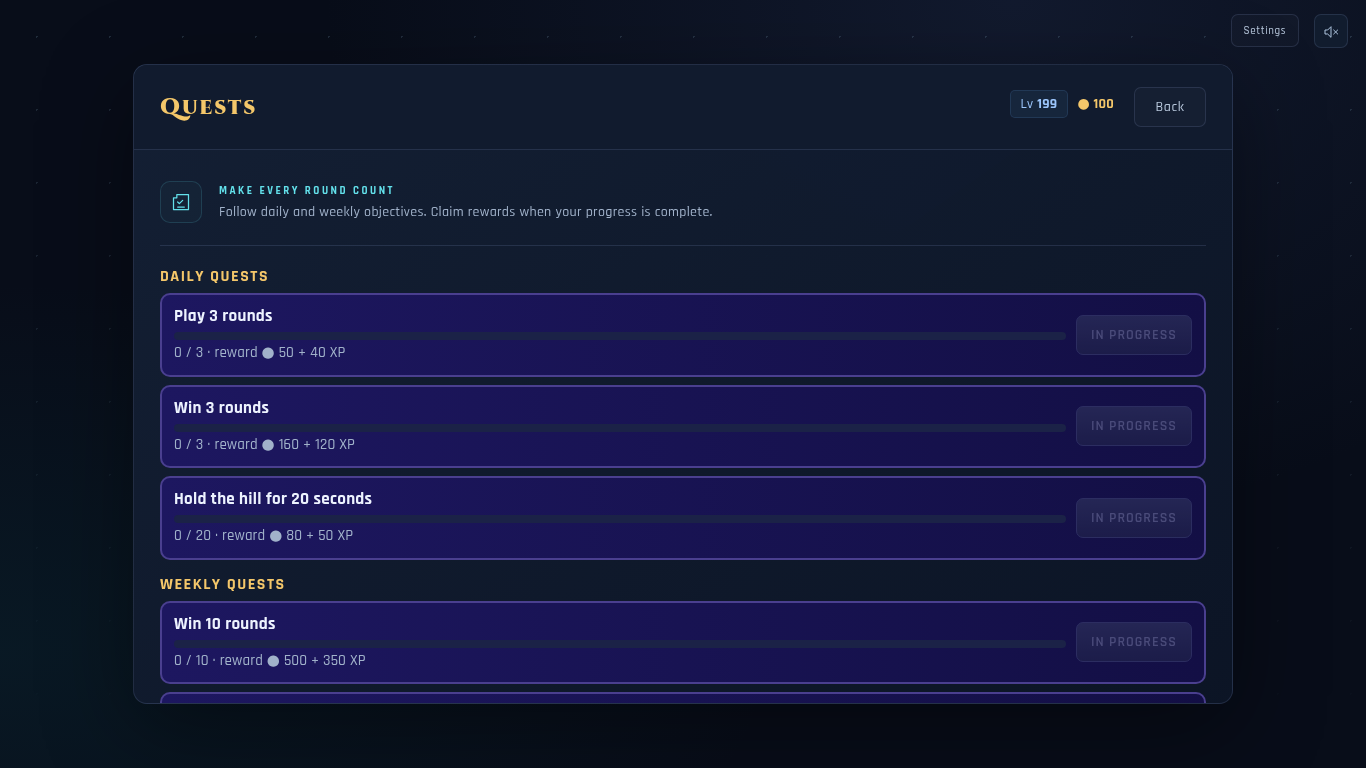 Settings
Quests
Lv 199
100
Back
MAKE EVERY ROUND COUNT
Follow daily and weekly objectives. Claim rewards when your progress is complete.
DAILY QUESTS
Play 3 rounds
IN PROGRESS
0 / 3 · reward ● 50 + 40 XP
Win 3 rounds
IN PROGRESS
0 / 3 · reward ● 160 + 120 XP
Hold the hill for 20 seconds
IN PROGRESS
0 / 20 · reward ● 80 + 50 XP
WEEKLY QUESTS
Win 10 rounds
IN PROGRESS
0 / 10 · reward ● 500 + 350 XP